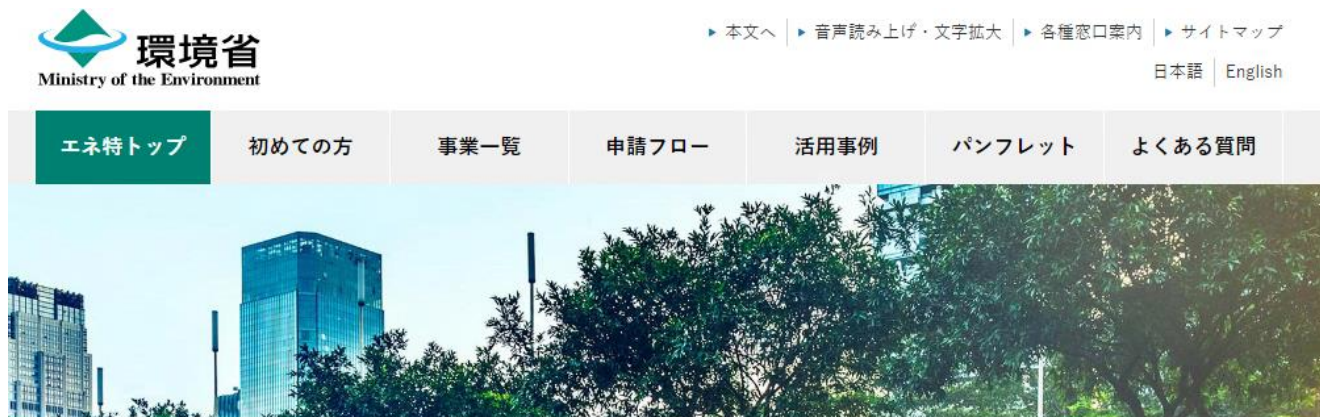 環境省
Ministry of the Environment
本文へ 音声読み上げ・文字拡大 各種窓口案内 サイトマップ
日本語 English
エネ特トップ 初めての方 事業一覧 申請フロー 活用事例 パンフレット よくある質問